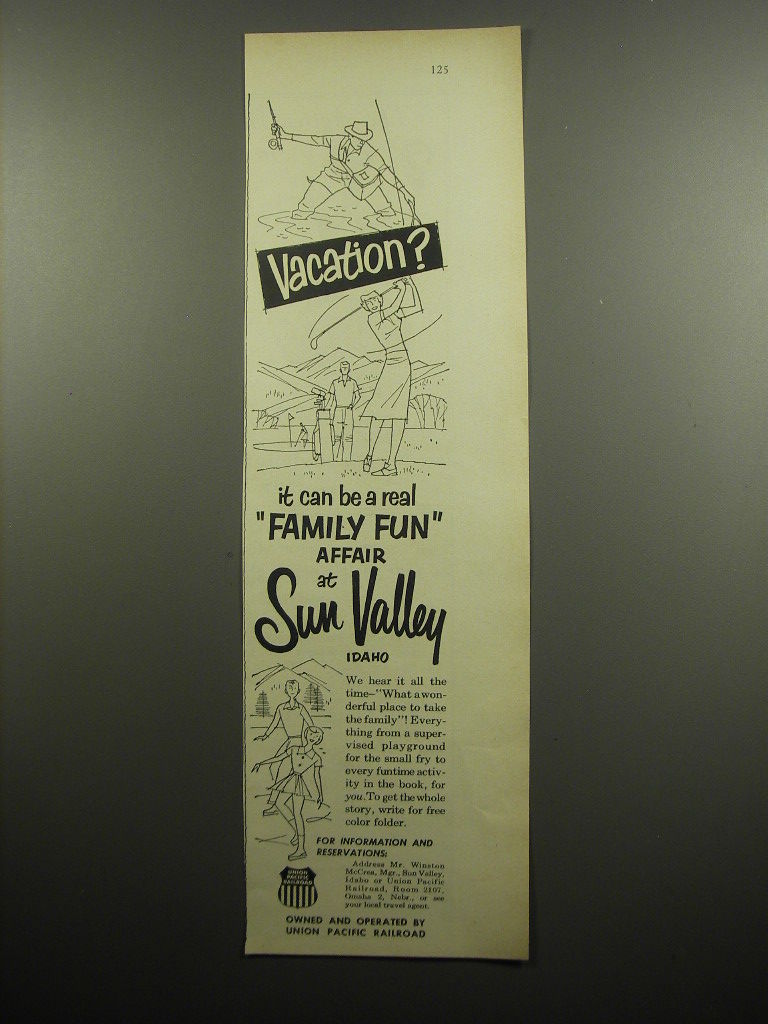 125
Vacation?
it can be a real
"FAMILY FUN"
AFFAIR
at
Sun Valley
IDAHO
We hear it all the
time—"What a won-
derful place to take
the family"! Every-
thing from a super-
vised playground
for the small fry to
every funtime activ-
ity in the book, for
you. To get the whole
story, write for free
color folder.
FOR INFORMATION AND
RESERVATIONS:
Address Mr. Winston
McCrea, Mgr., Sun Valley,
Idaho or Union Pacific
Railroad, Room 2107,
Omaha 2, Nebr., or see
your local travel agent.
UNION
PACIFIC
RAILROAD
OWNED AND OPERATED BY
UNION PACIFIC RAILROAD